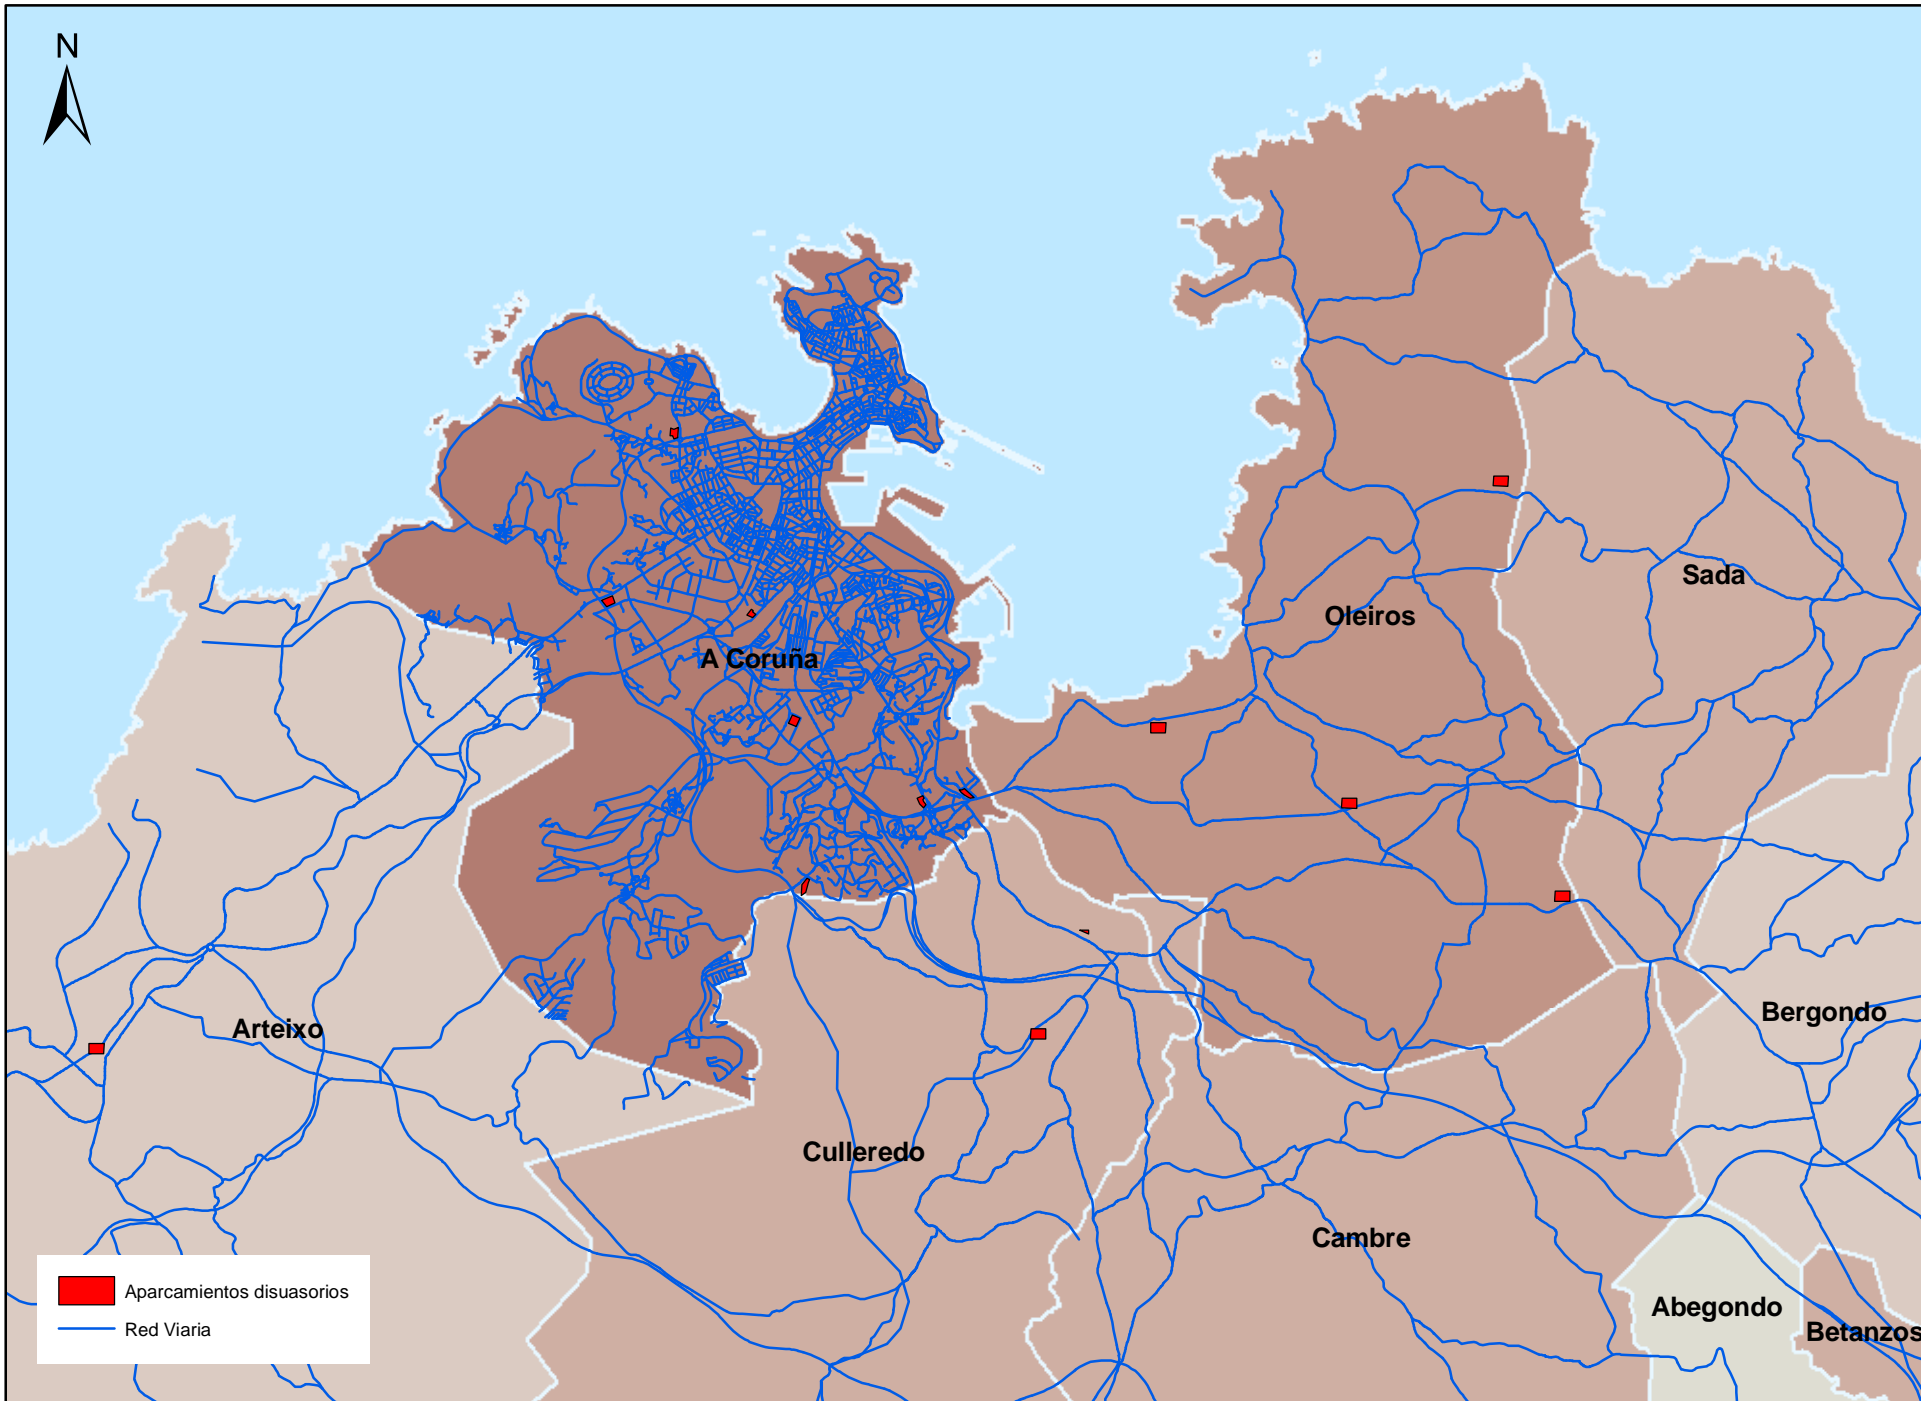 N
Sada
Oleiros
A Coruña
Bergondo
Arteixo
Culleredo
Cambre
Abegondo
Betanzos
Aparcamientos disuasorios
Red Viaria